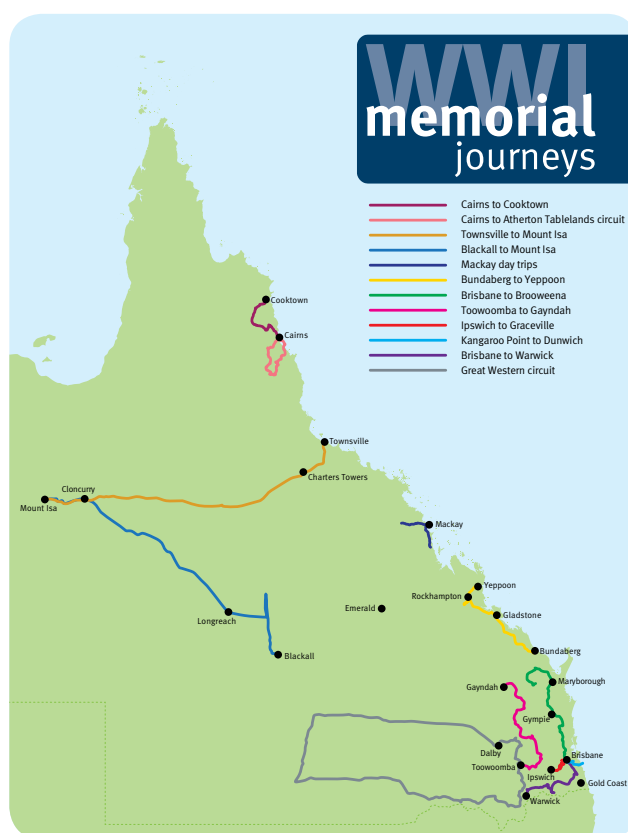 WWI
memorial
journeys
Cairns to Cooktown
Cairns to Atherton Tablelands circuit
Townsville to Mount Isa
Blackall to Mount Isa
Mackay day trips
Bundaberg to Yeppoon
Brisbane to Brooweena
Toowoomba to Gayndah
Ipswich to Graceville
Kangaroo Point to Dunwich
Brisbane to Warwick
Great Western circuit
Cooktown
Cairns
Townsville
Charters Towers
Cloncurry
Mount Isa
Mackay
Yeppoon
Rockhampton
Emerald
Gladstone
Longreach
Blackall
Bundaberg
Maryborough
Gayndah
Gympie
Dalby
Brisbane
Toowoomba
Ipswich
Gold Coast
Warwick